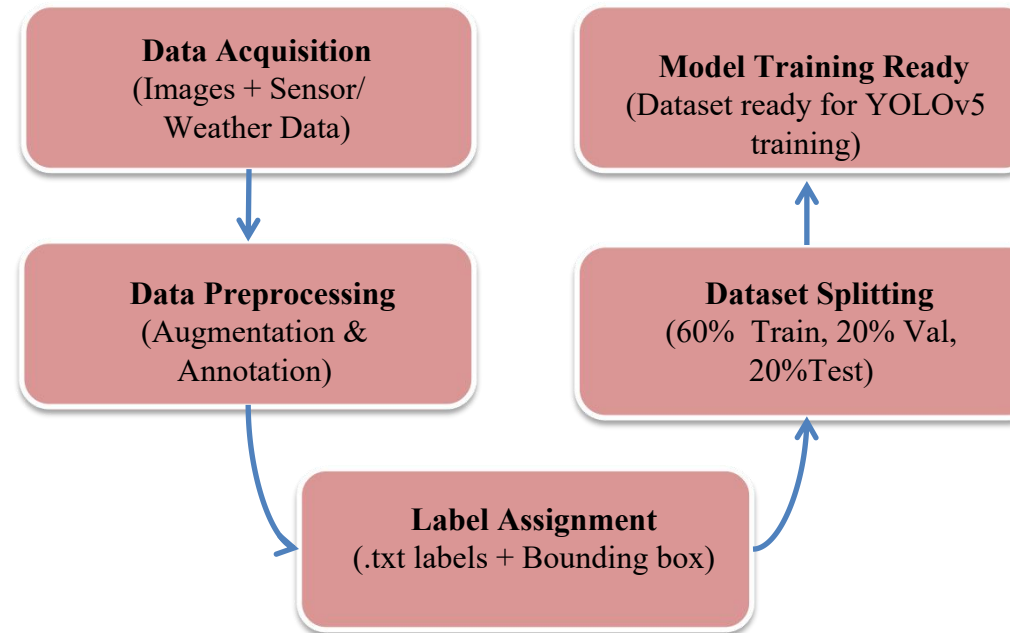 Data Acquisition
(Images + Sensor/
Weather Data)
Data Preprocessing
(Augmentation &
Annotation)
Label Assignment
(.txt labels + Bounding box)
Dataset Splitting
(60%  Train, 20% Val,
20%Test)
Model Training Ready
(Dataset ready for YOLOv5
training)